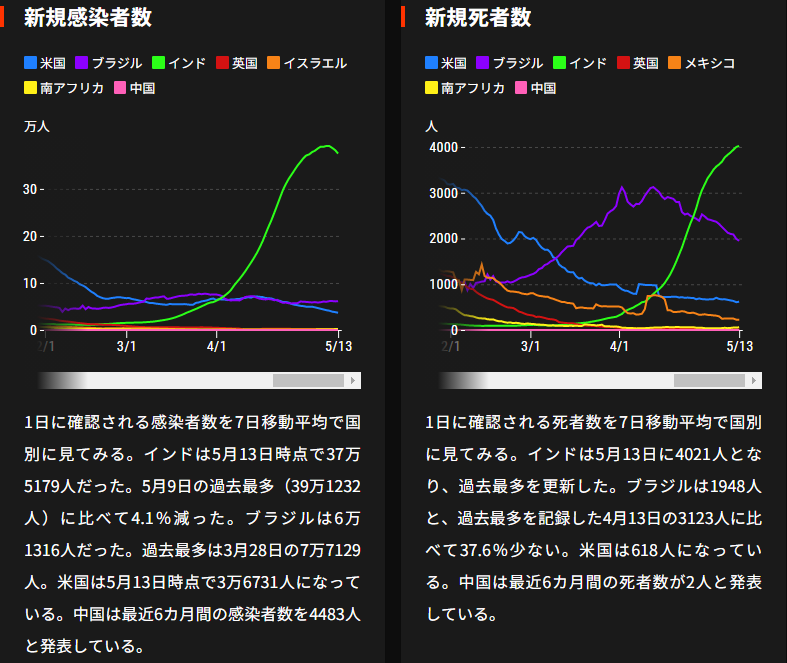 新規感染者数
米国 ブラジル インド 英国 イスラエル
南アフリカ 中国
万人
30
20
10
0
2/1 3/1 4/1 5/13
1日に確認される感染者数を7日移動平均で国
別に見てみる。インドは5月13日時点で37万
5179人だった。5月9日の過去最多（39万1232
人）に比べて4.1％減った。ブラジルは6万
1316人だった。過去最多は3月28日の7万7129
人。米国は5月13日時点で3万6731人になって
いる。中国は最近6カ月間の感染者数を4483人
と発表している。
新規死者数
米国 ブラジル インド 英国 メキシコ
南アフリカ 中国
人
4000
3000
2000
1000
0
2/1 3/1 4/1 5/13
1日に確認される死者数を7日移動平均で国別
に見てみる。インドは5月13日に4021人とな
り、過去最多を更新した。ブラジルは1948人
と、過去最多を記録した4月13日の3123人に比
べて37.6％少ない。米国は618人になってい
る。中国は最近6カ月間の死者数が2人と発表
している。